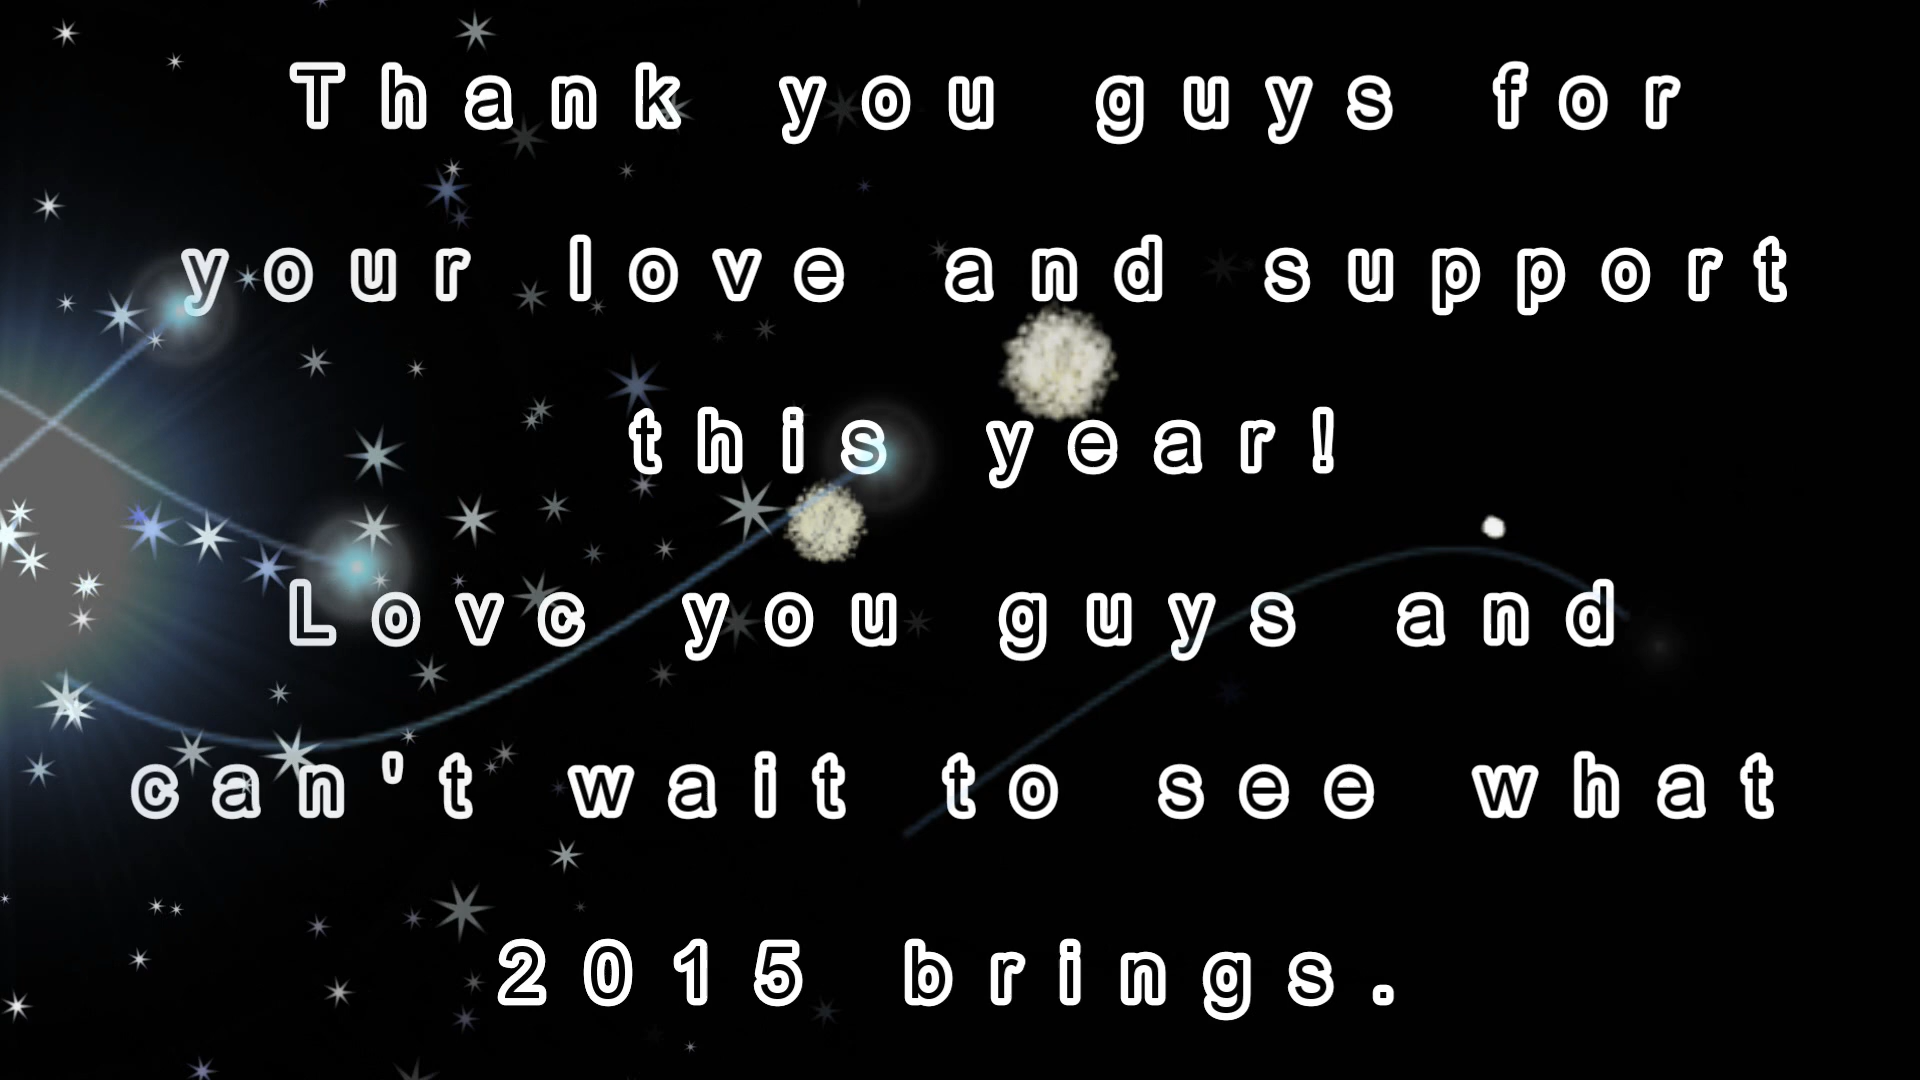 Thank you guys for
your love and support
this year!
Lovc you guys and
can't wait to see what
2015 brings.